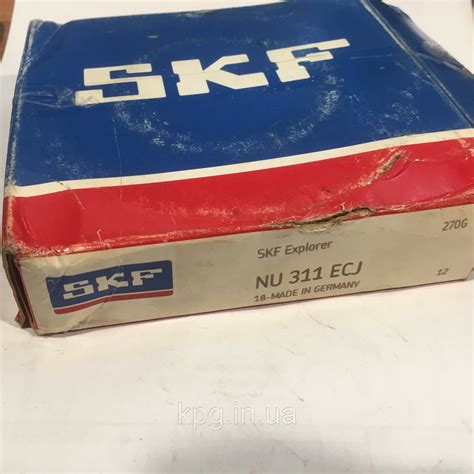 SKF
SKF Explorer
270G
SKF
NU 311 ECJ
18-MADE IN GERMANY
12
kpg.in.ua